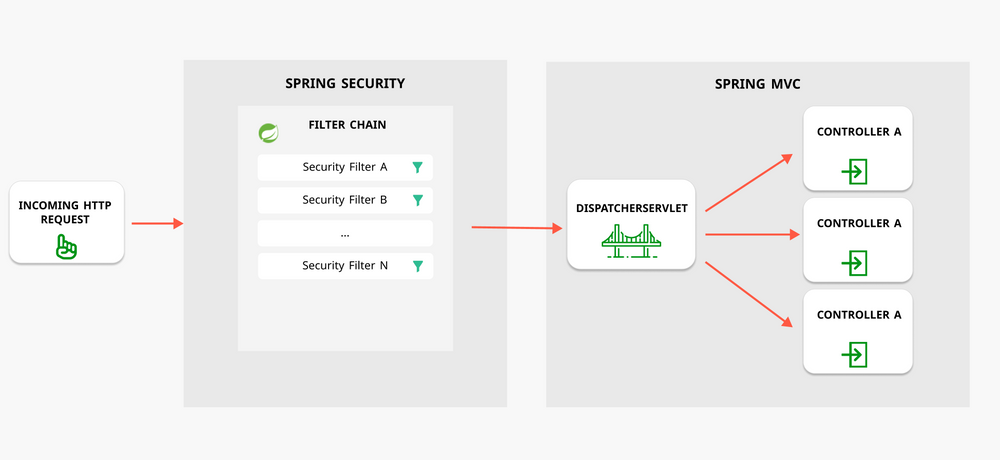 INCOMING HTTP
REQUEST
SPRING SECURITY
FILTER CHAIN
Security Filter A
Security Filter B
...
Security Filter N
SPRING MVC
DISPATCHERSERVLET
CONTROLLER A
CONTROLLER A
CONTROLLER A